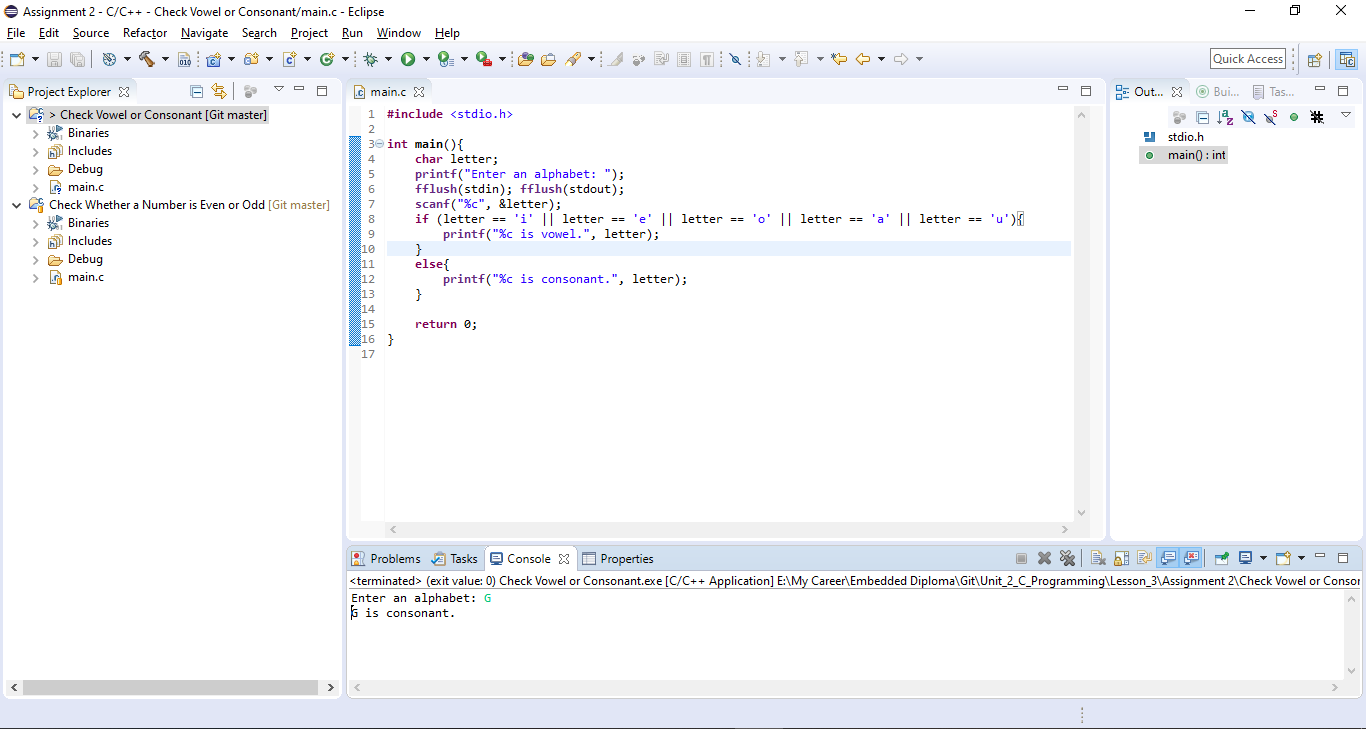 Assignment 2 - C/C++ - Check Vowel or Consonant/main.c - Eclipse
File Edit Source Refactor Navigate Search Project Run Window Help
Quick Access
Project Explorer
> Check Vowel or Consonant [Git master]
Binaries
Includes
Debug
main.c
Check Whether a Number is Even or Odd [Git master]
Binaries
Includes
Debug
main.c
main.c
1 #include <stdio.h>
2
3 int main(){
4 char letter;
5 printf("Enter an alphabet: ");
6 fflush(stdin); fflush(stdout);
7 scanf("%c", &letter);
8 if (letter == 'i' || letter == 'e' || letter == 'o' || letter == 'a' || letter == 'u'){
9 printf("%c is vowel.", letter);
10 }
11 else{
12 printf("%c is consonant.", letter);
13 }
14
15 return 0;
16 }
17
Out... Bui... Tas...
stdio.h
main() : int
Problems Tasks Console Properties
<terminated> (exit value: 0) Check Vowel or Consonant.exe [C/C++ Application] E:\My Career\Embedded Diploma\Git\Unit_2_C_Programming\Lesson_3\Assignment 2\Check Vowel or Consor
Enter an alphabet: G
G is consonant.